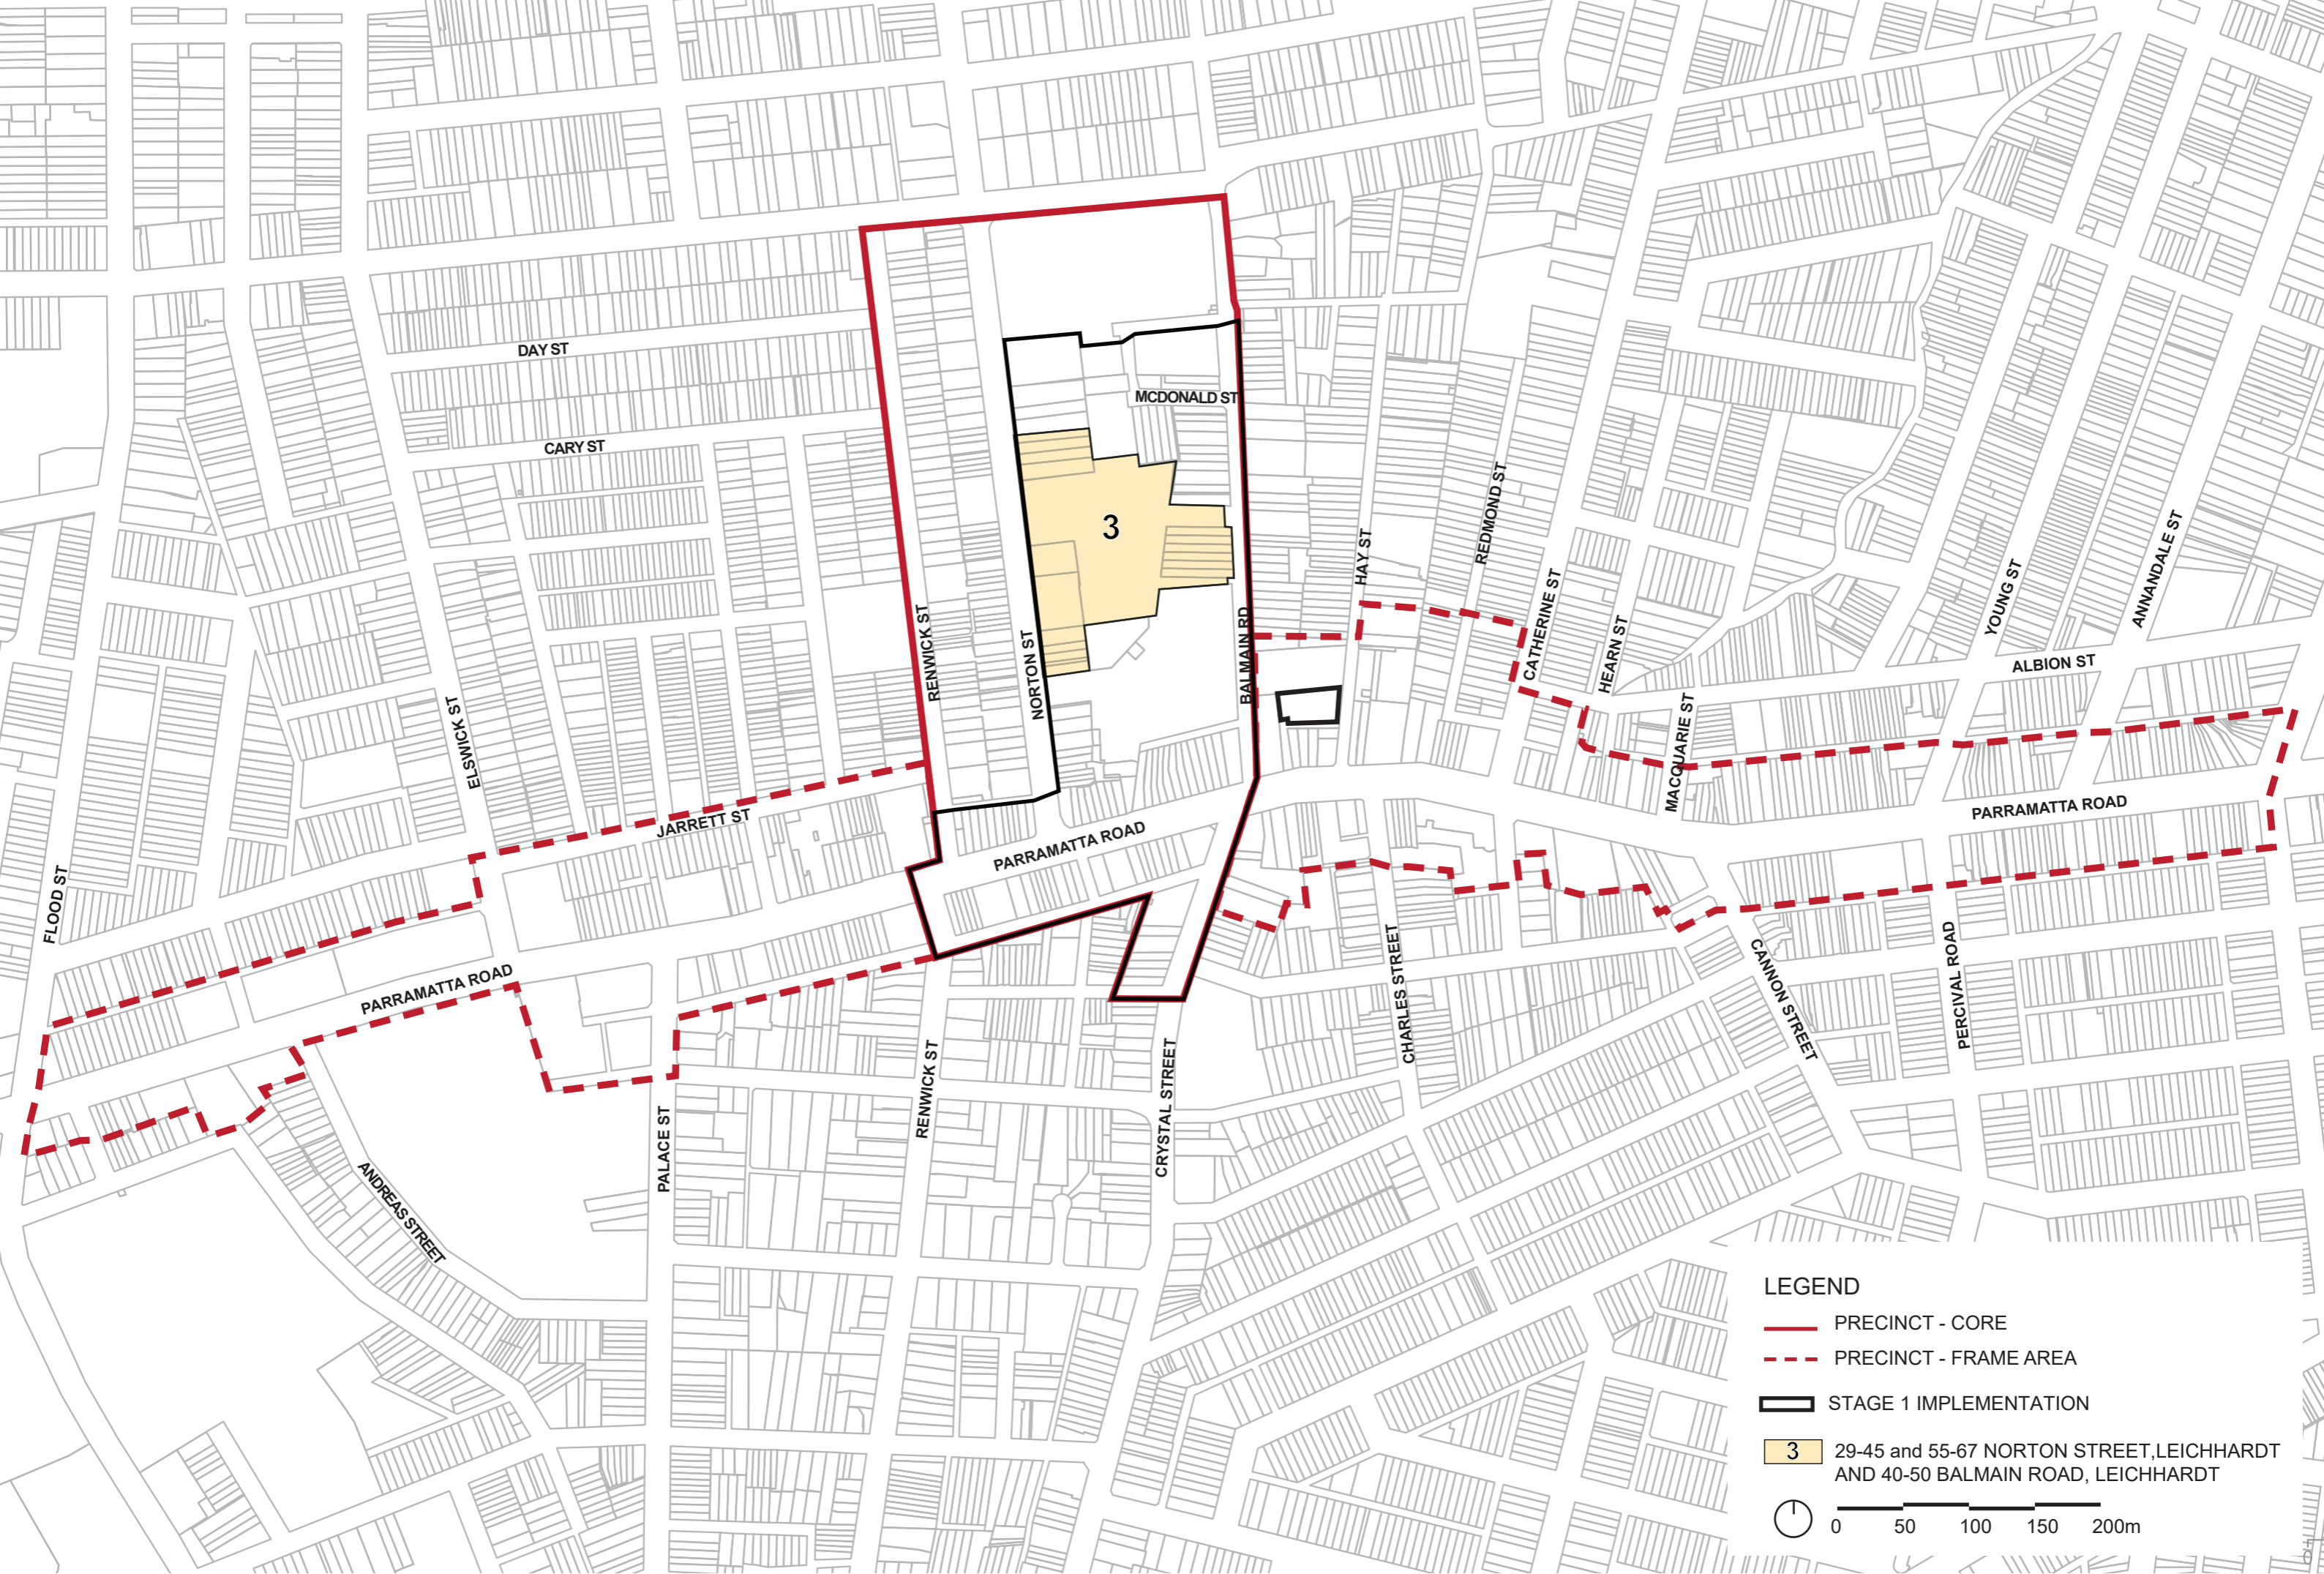 DAY ST
MCDONALD ST
CARY ST
3
REDMOND ST
HAY ST
ANNANDALE ST
YOUNG ST
CATHERINE ST
HEARN ST
RENWICK ST
NORTON ST
BALMAIN RD
ALBION ST
ELSWICK ST
MACQUARIE ST
JARRETT ST
PARRAMATTA ROAD
PARRAMATTA ROAD
FLOOD ST
PARRAMATTA ROAD
CHARLES STREET
CANNON STREET
PERCIVAL ROAD
RENWICK ST
CRYSTAL STREET
PALACE ST
ANDREAS STREET
LEGEND
PRECINCT - CORE
PRECINCT - FRAME AREA
STAGE 1 IMPLEMENTATION
3 29-45 and 55-67 NORTON STREET,LEICHHARDT
AND 40-50 BALMAIN ROAD, LEICHHARDT
0 50 100 150 200m